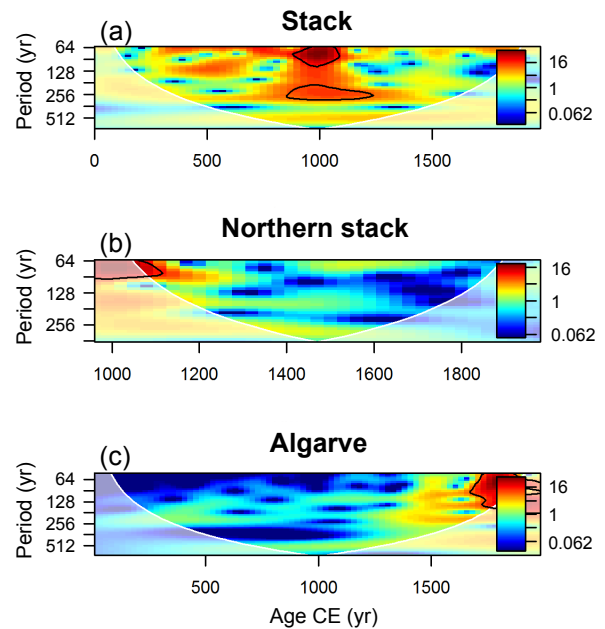 Stack
(a)
Period (yr)
64
128
256
512
16
1
0.062
0 500 1000 1500
Northern stack
(b)
Period (yr)
64
128
256
16
1
0.062
1000 1200 1400 1600 1800
Algarve
(c)
Period (yr)
64
128
256
512
16
1
0.062
500 1000 1500
Age CE (yr)